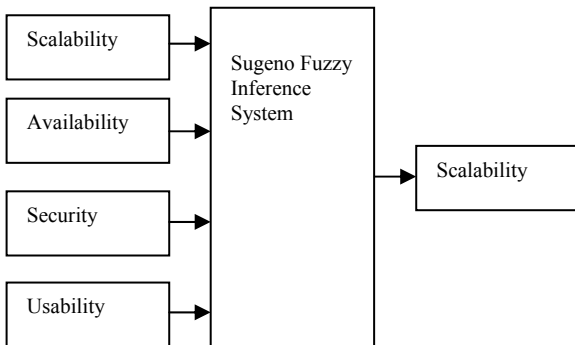 Scalability
Availability
Security
Usability
Sugeno Fuzzy
Inference
System
Scalability